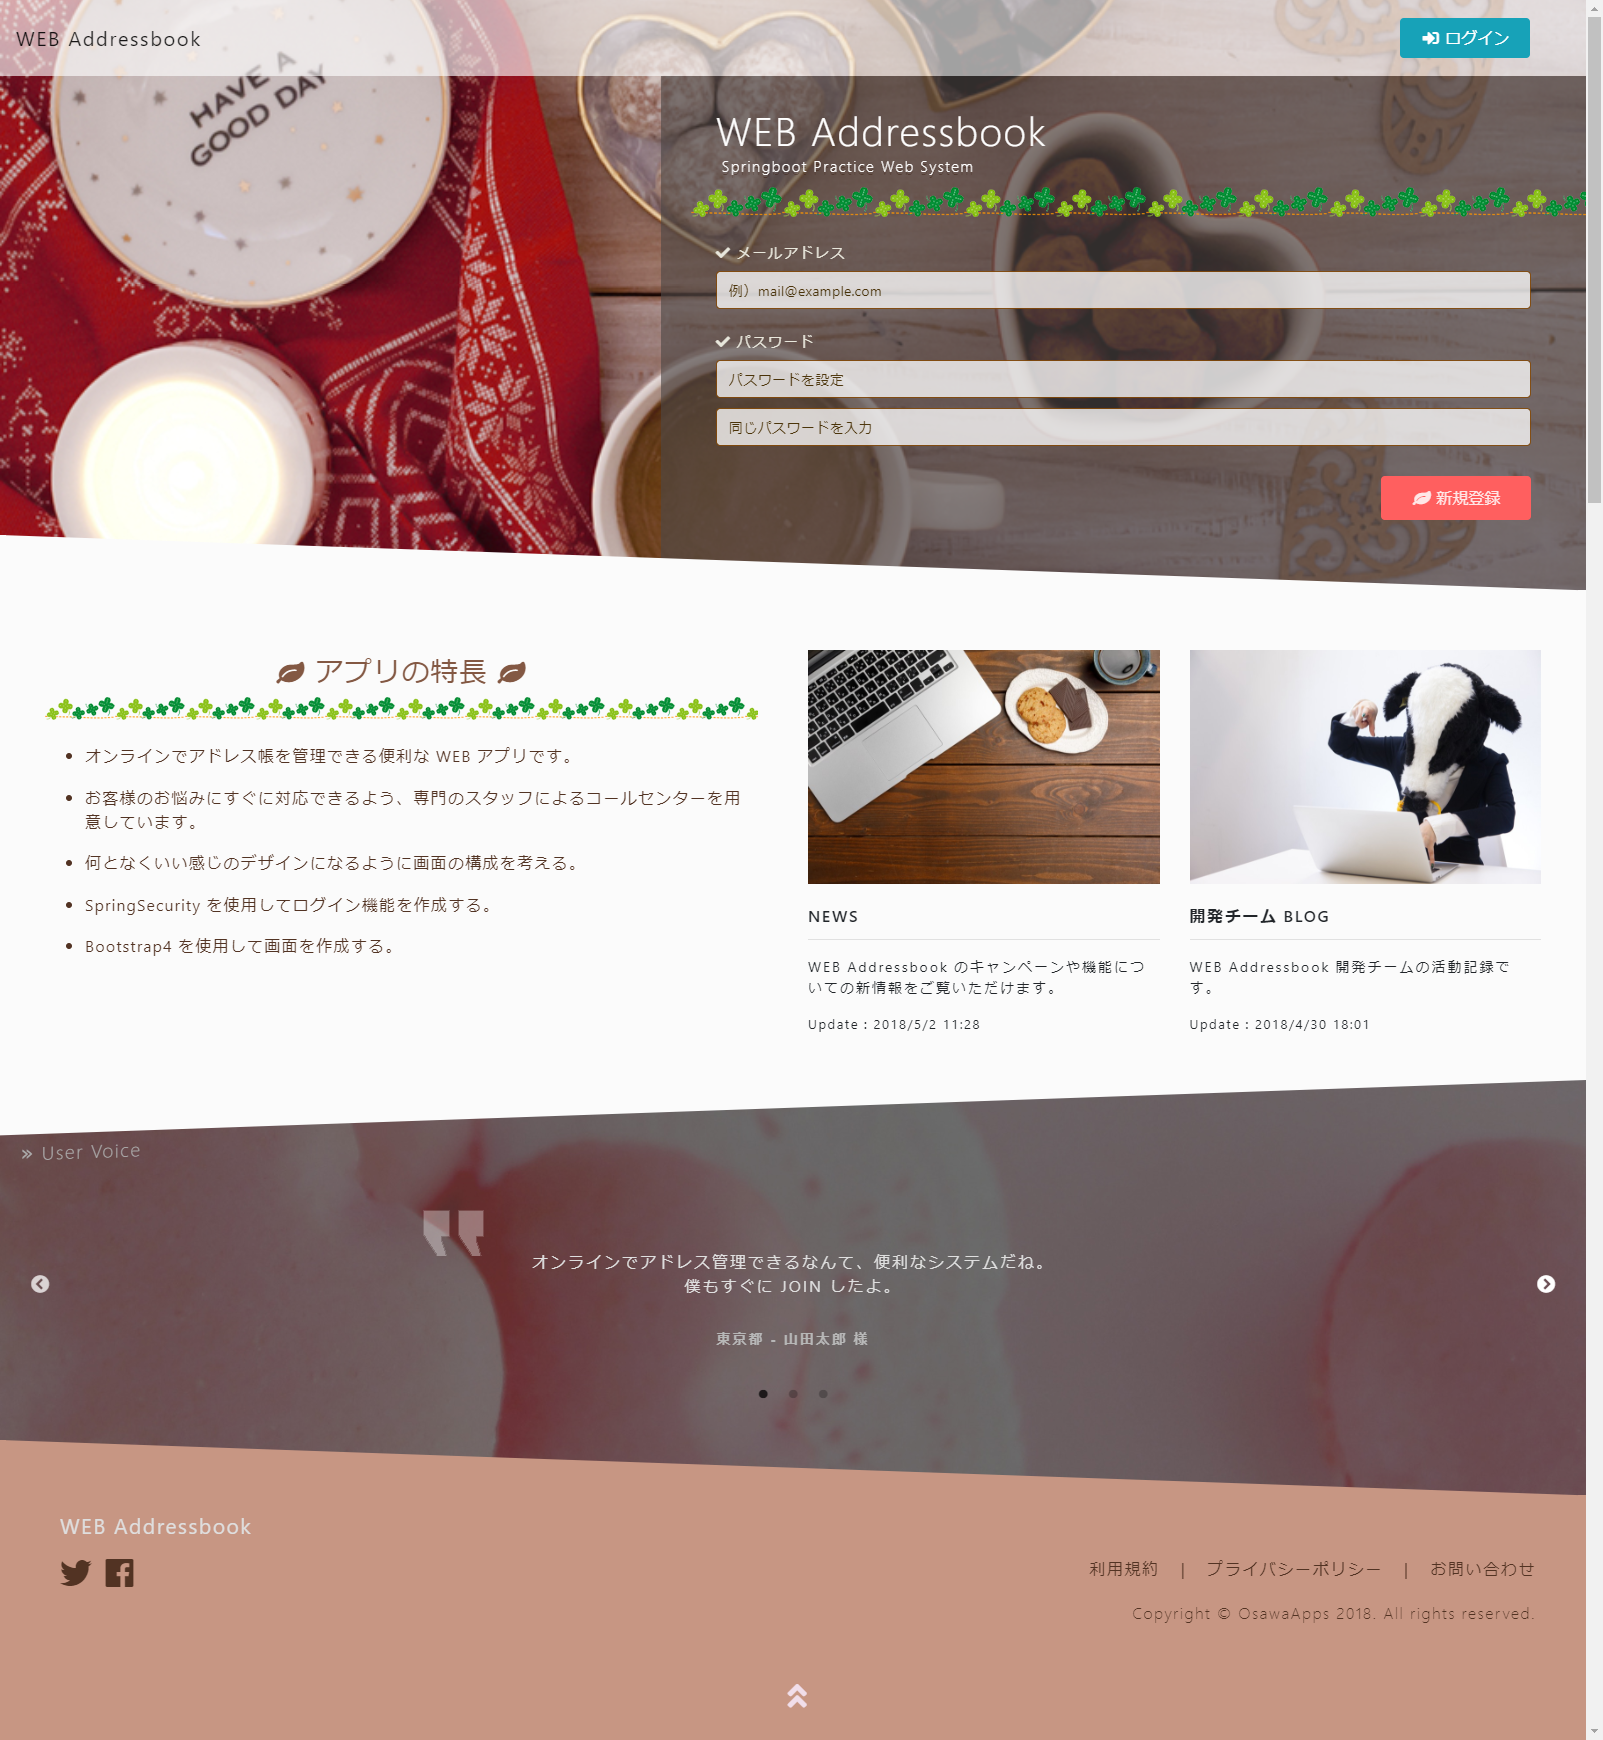 WEB Addressbook
ログイン
HAVE A
GOOD DAY
WEB Addressbook
Springboot Practice Web System
メールアドレス
例）mail@example.com
パスワード
パスワードを設定
同じパスワードを入力
新規登録
アプリの特長
オンラインでアドレス帳を管理できる便利な WEB アプリです。
お客様のお悩みにすぐに対応できるよう、専門のスタッフによるコールセンターを用
意しています。
何となくいい感じのデザインになるように画面の構成を考える。
SpringSecurity を使用してログイン機能を作成する。
Bootstrap4 を使用して画面を作成する。
NEWS
WEB Addressbook のキャンペーンや機能につ
いての新情報をご覧いただけます。
Update : 2018/5/2 11:28
開発チーム BLOG
WEB Addressbook 開発チームの活動記録で
す。
Update : 2018/4/30 18:01
» User Voice
オンラインでアドレス管理できるなんて、便利なシステムだね。
僕もすぐに JOIN したよ。
東京都 - 山田太郎 様
WEB Addressbook
利用規約 | プライバシーポリシー | お問い合わせ
Copyright © OsawaApps 2018. All rights reserved.